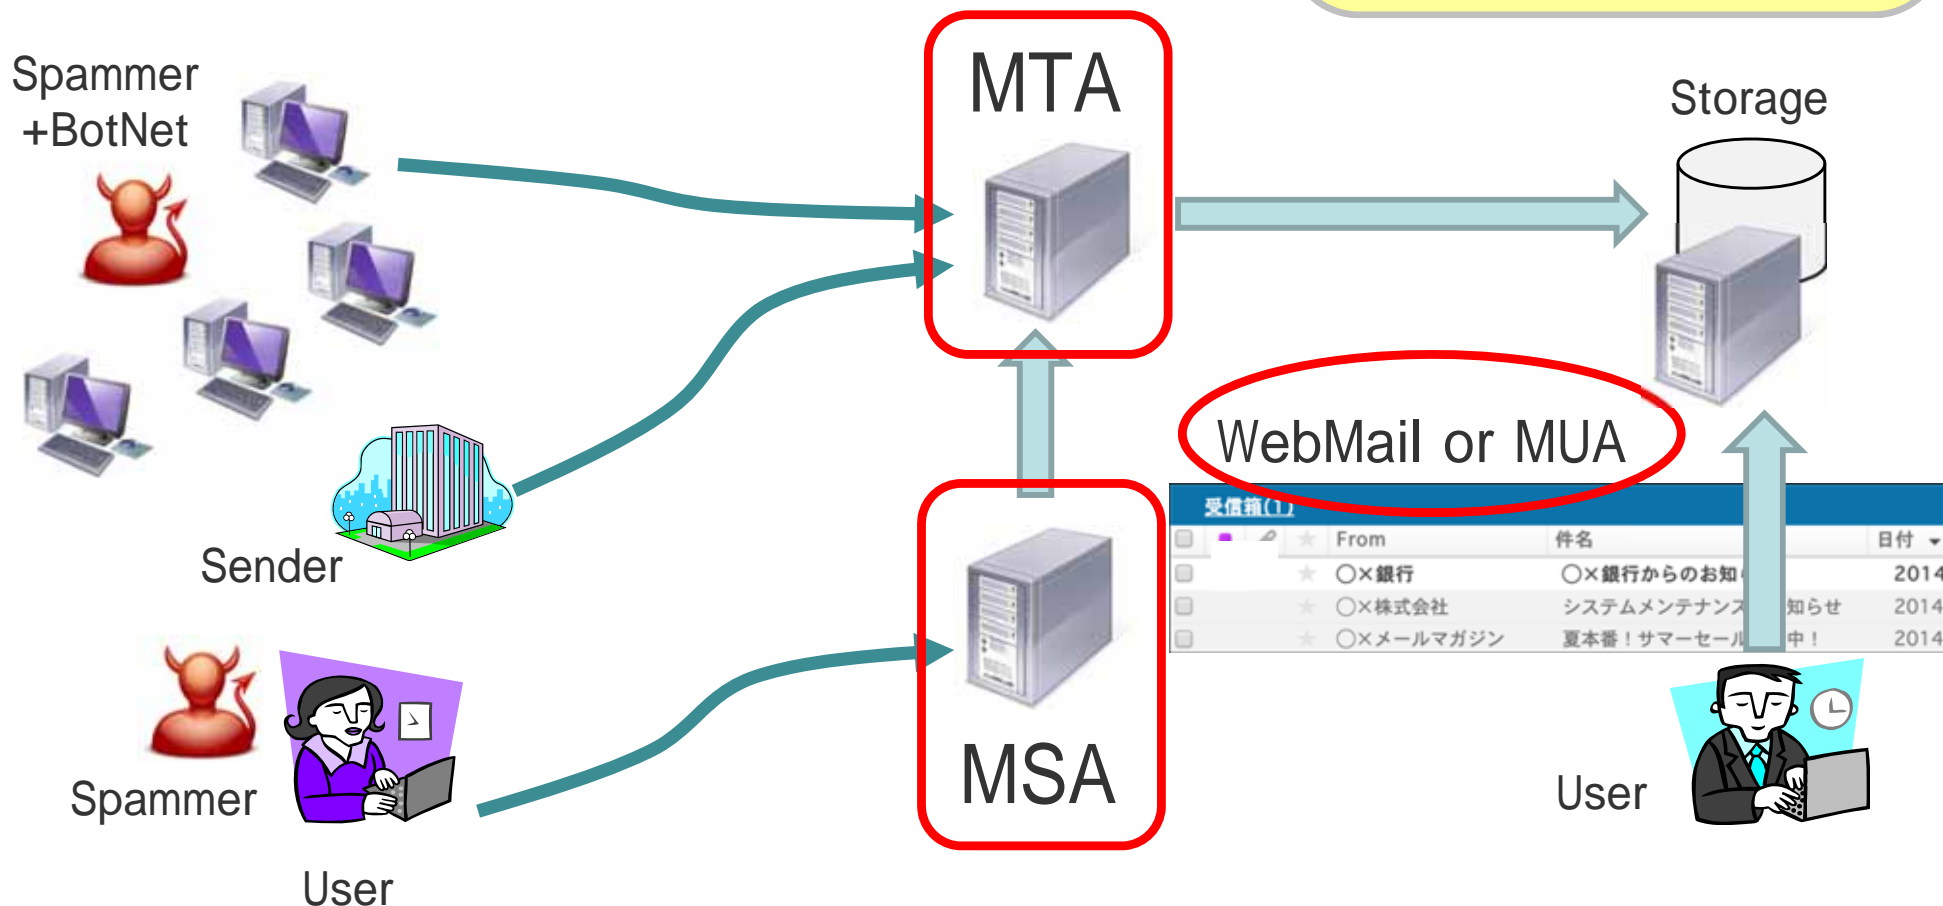 Spammer
+BotNet
MTA
Storage
Sender
WebMail or MUA
受信箱(1)
From 件名 日付
○×銀行 ○×銀行からのお知 2014
○×株式会社 システムメンテナンス 知らせ 2014
○×メールマガジン 夏本番！サマーセール 中！ 2014
Spammer
User
MSA
User